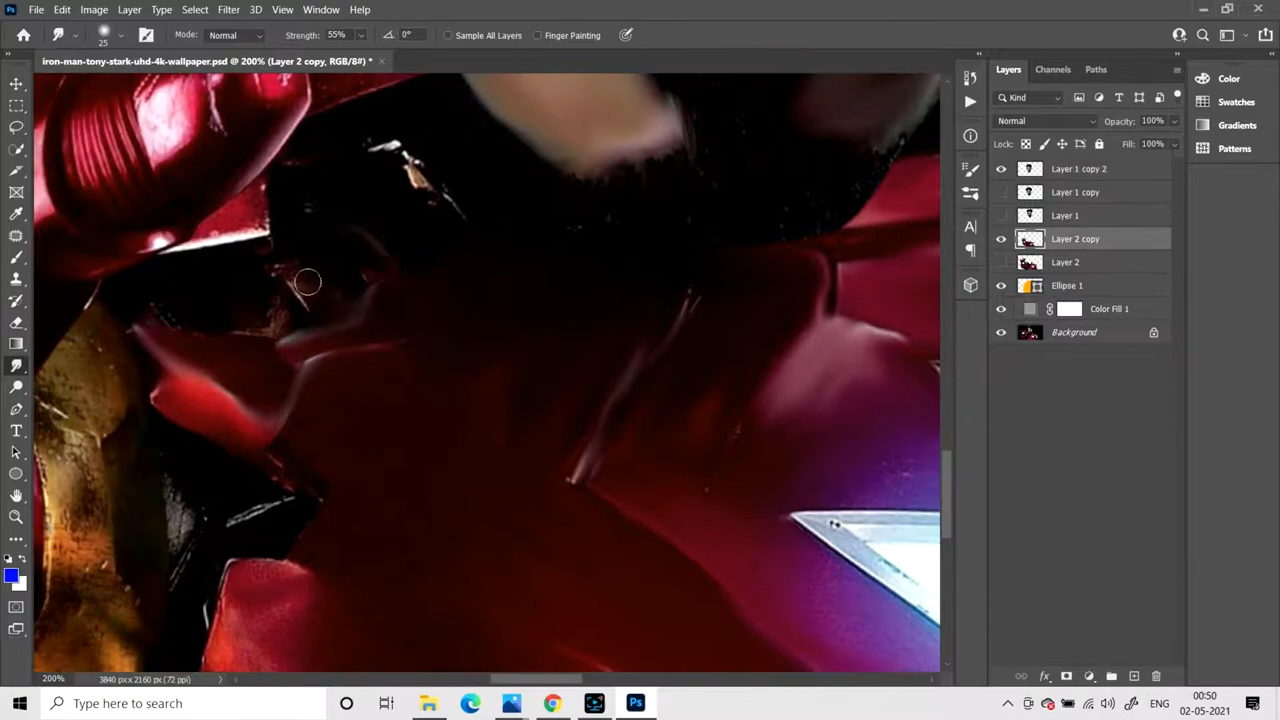 Ps File Edit Image Layer Type Select Filter 3D View Window Help
25 Mode: Normal Strength: 55% 0° Sample All Layers Finger Painting
iron-man-tony-stark-uhd-4k-wallpaper.psd @ 200% (Layer 2 copy, RGB/8#) * ×
Layers Channels Paths
Kind
Normal Opacity: 100%
Lock: Fill: 100%
Layer 1 copy 2
Layer 1 copy
Layer 1
Layer 2 copy
Layer 2
Ellipse 1
Color Fill 1
Background
fx
Color
Swatches
Gradients
Patterns
200% 3840 px x 2160 px (72 ppi)
Type here to search
Ps
ENG
00:50
02-05-2021